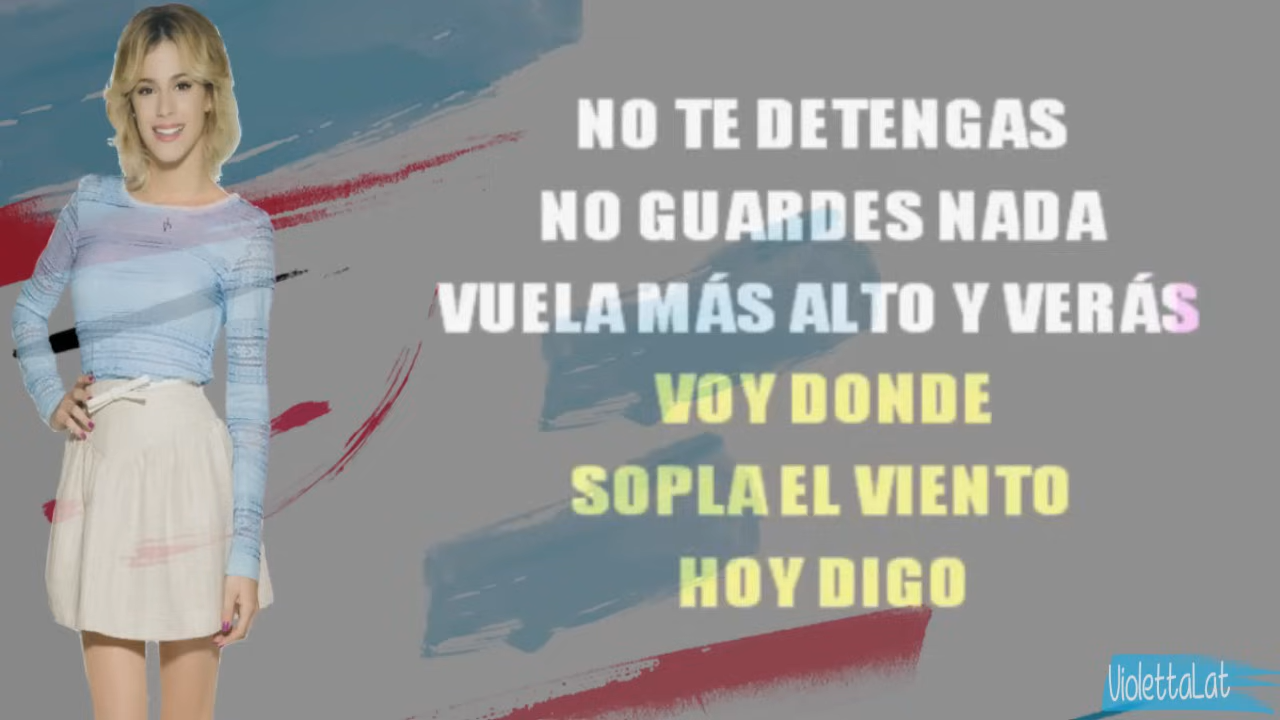 NO TE DETENGAS
NO GUARDES NADA
VUELA MÁS ALTO Y VERÁS
VOY DONDE
SOPLA EL VIENTO
HOY DIGO
ViolettaLat